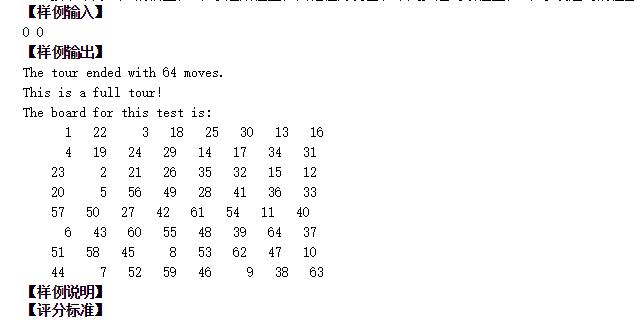 【样例输入】
0 0
【样例输出】
The tour ended with 64 moves.
This is a full tour!
The board for this test is:
1 22 3 18 25 30 13 16
4 19 24 29 14 17 34 31
23 2 21 26 35 32 15 12
20 5 56 49 28 41 36 33
57 50 27 42 61 54 11 40
6 43 60 55 48 39 64 37
51 58 45 8 53 62 47 10
44 7 52 59 46 9 38 63
【样例说明】
【评分标准】